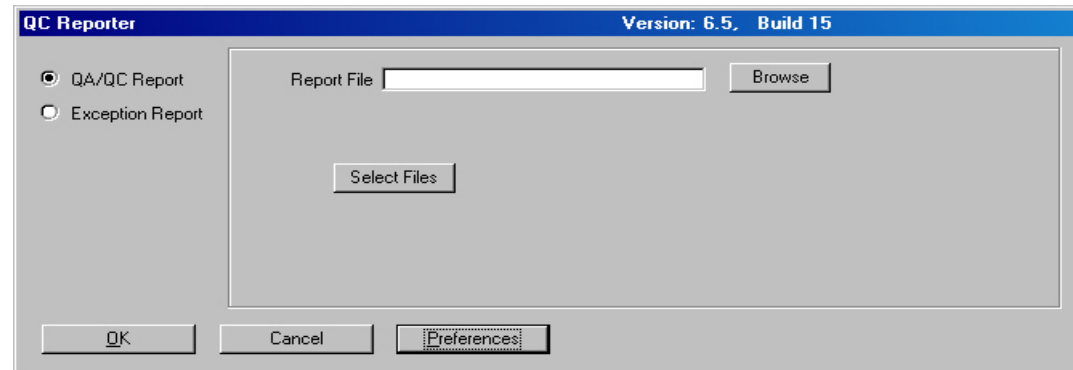 QC Reporter Version: 6.5, Build 15
QA/QC Report
Report File
Browse
Exception Report
Select Files
OK
Cancel
Preferences